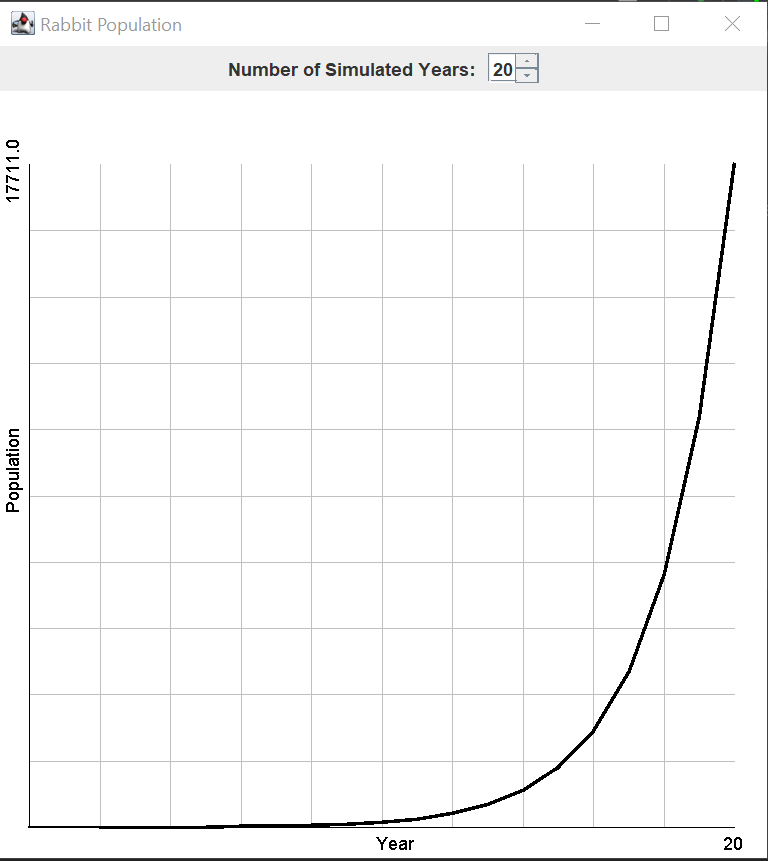 Rabbit Population
Number of Simulated Years: 20
17711.0
Population
Year
20